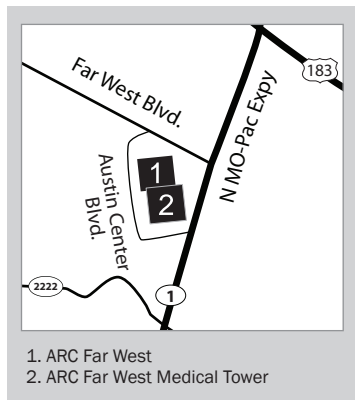 183
Far West Blvd.
N MO-Pac Expy
1
2
Austin Center
Blvd.
2222
1
1. ARC Far West
2. ARC Far West Medical Tower